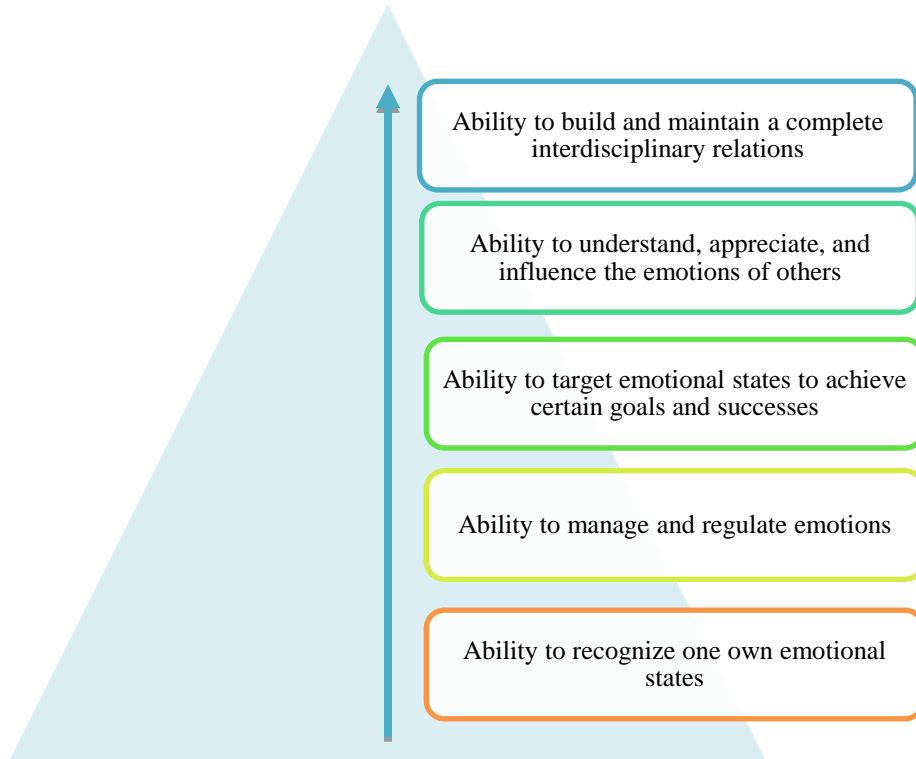 Ability to build and maintain a complete
interdisciplinary relations
Ability to understand, appreciate, and
influence the emotions of others
Ability to target emotional states to achieve
certain goals and successes
Ability to manage and regulate emotions
Ability to recognize one own emotional
states